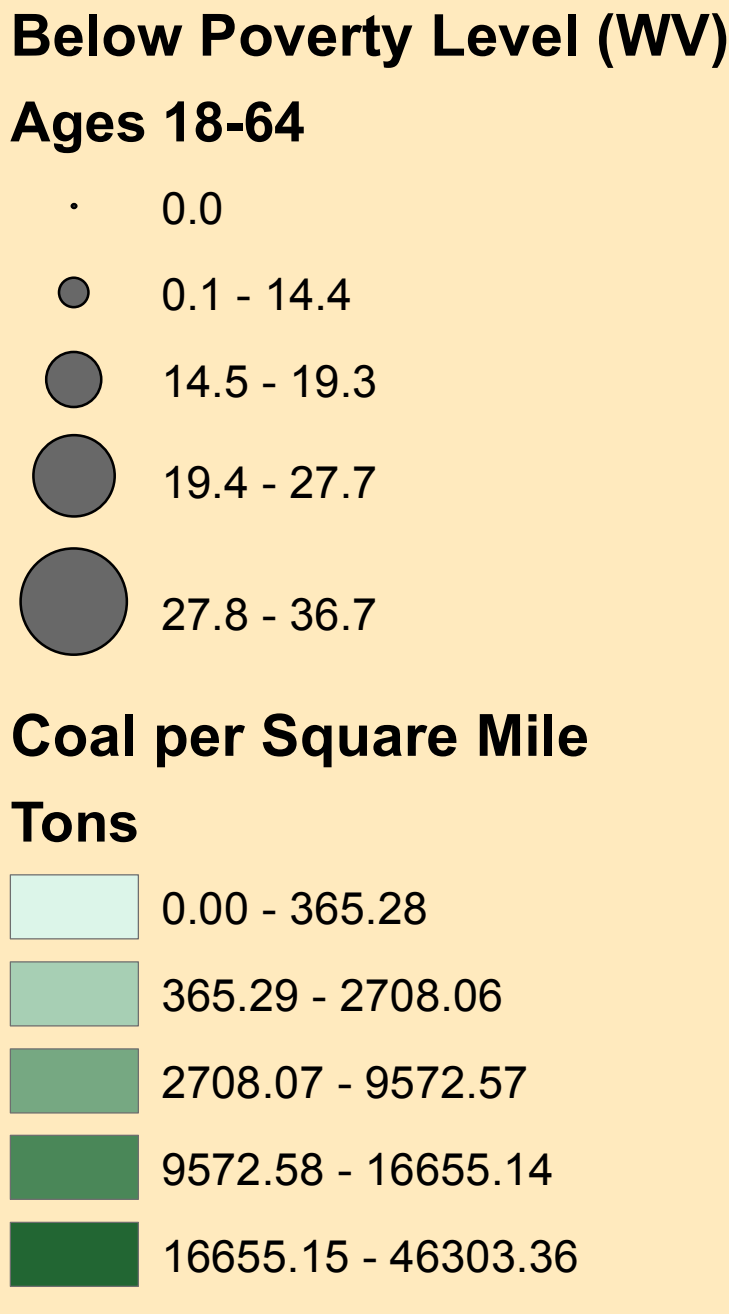 Below Poverty Level (WV)
Ages 18-64
0.0
0.1 - 14.4
14.5 - 19.3
19.4 - 27.7
27.8 - 36.7
Coal per Square Mile
Tons
0.00 - 365.28
365.29 - 2708.06
2708.07 - 9572.57
9572.58 - 16655.14
16655.15 - 46303.36